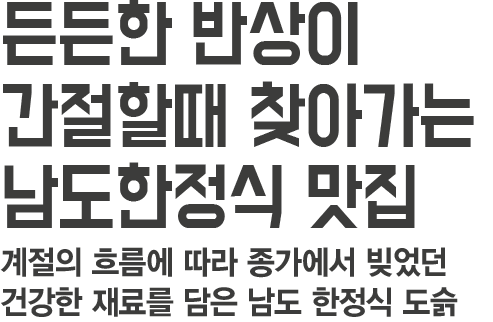 든든한 반상이
간절할때 찾아가는
남도한정식 맛집
계절의 흐름에 따라 종가에서 빚었던
건강한 재료를 담은 남도 한정식 도슭